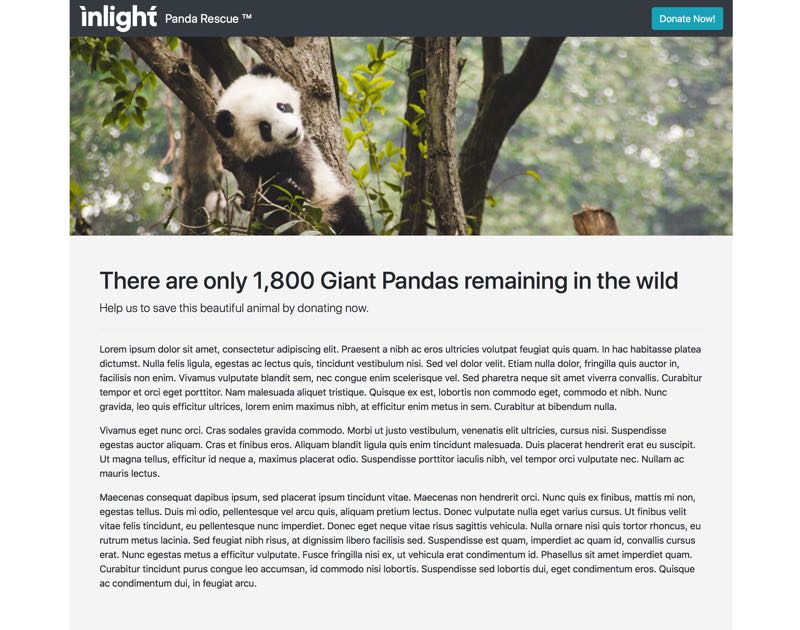 inlight Panda Rescue ™ Donate Now!
There are only 1,800 Giant Pandas remaining in the wild
Help us to save this beautiful animal by donating now.
Lorem ipsum dolor sit amet, consectetur adipiscing elit. Praesent a nibh ac eros ultricies volutpat feugiat quis quam. In hac habitasse platea
dictumst. Nulla felis ligula, egestas ac lectus quis, tincidunt vestibulum nisi. Sed vel dolor velit. Etiam nulla dolor, fringilla quis auctor in,
facilisis non enim. Vivamus vulputate blandit sem, nec congue enim scelerisque vel. Sed pharetra neque sit amet viverra convallis. Curabitur
tempor et orci eget porttitor. Nam malesuada aliquet tristique. Quisque ex est, lobortis non commodo eget, commodo et nibh. Nunc
gravida, leo quis efficitur ultrices, lorem enim maximus nibh, at efficitur enim metus in sem. Curabitur at bibendum nulla.
Vivamus eget nunc orci. Cras sodales gravida commodo. Morbi ut justo vestibulum, venenatis elit ultricies, cursus nisi. Suspendisse
egestas auctor aliquam. Cras et finibus eros. Aliquam blandit ligula quis enim tincidunt malesuada. Duis placerat hendrerit erat eu suscipit.
Ut magna tellus, efficitur id neque a, maximus placerat odio. Suspendisse porttitor iaculis nibh, vel tempor orci vulputate nec. Nullam ac
mauris lectus.
Maecenas consequat dapibus ipsum, sed placerat ipsum tincidunt vitae. Maecenas non hendrerit orci. Nunc quis ex finibus, mattis mi non,
egestas tellus. Duis mi odio, pellentesque vel arcu quis, aliquam pretium lectus. Donec vulputate nulla eget varius cursus. Ut finibus velit
vitae felis tincidunt, eu pellentesque nunc imperdiet. Donec eget neque vitae risus sagittis vehicula. Nulla ornare nisi quis tortor rhoncus, eu
rutrum metus lacinia. Sed feugiat nibh risus, at dignissim libero facilisis sed. Suspendisse est quam, imperdiet ac quam id, convallis cursus
erat. Nunc egestas metus a efficitur vulputate. Fusce fringilla nisi ex, ut vehicula erat condimentum id. Phasellus sit amet imperdiet quam.
Curabitur tincidunt purus congue leo accumsan, id commodo nisi lobortis. Suspendisse sed lobortis dui, eget condimentum eros. Quisque
ac condimentum dui, in feugiat arcu.